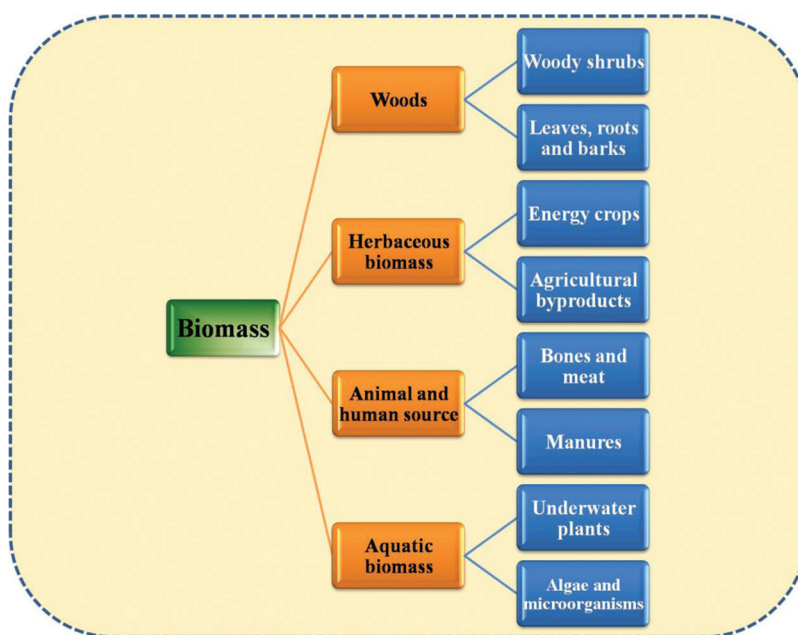 Biomass
Woods
Woody shrubs
Leaves, roots
and barks
Herbaceous
biomass
Energy crops
Agricultural
byproducts
Animal and
human source
Bones and
meat
Manures
Aquatic
biomass
Underwater
plants
Algae and
microorganisms